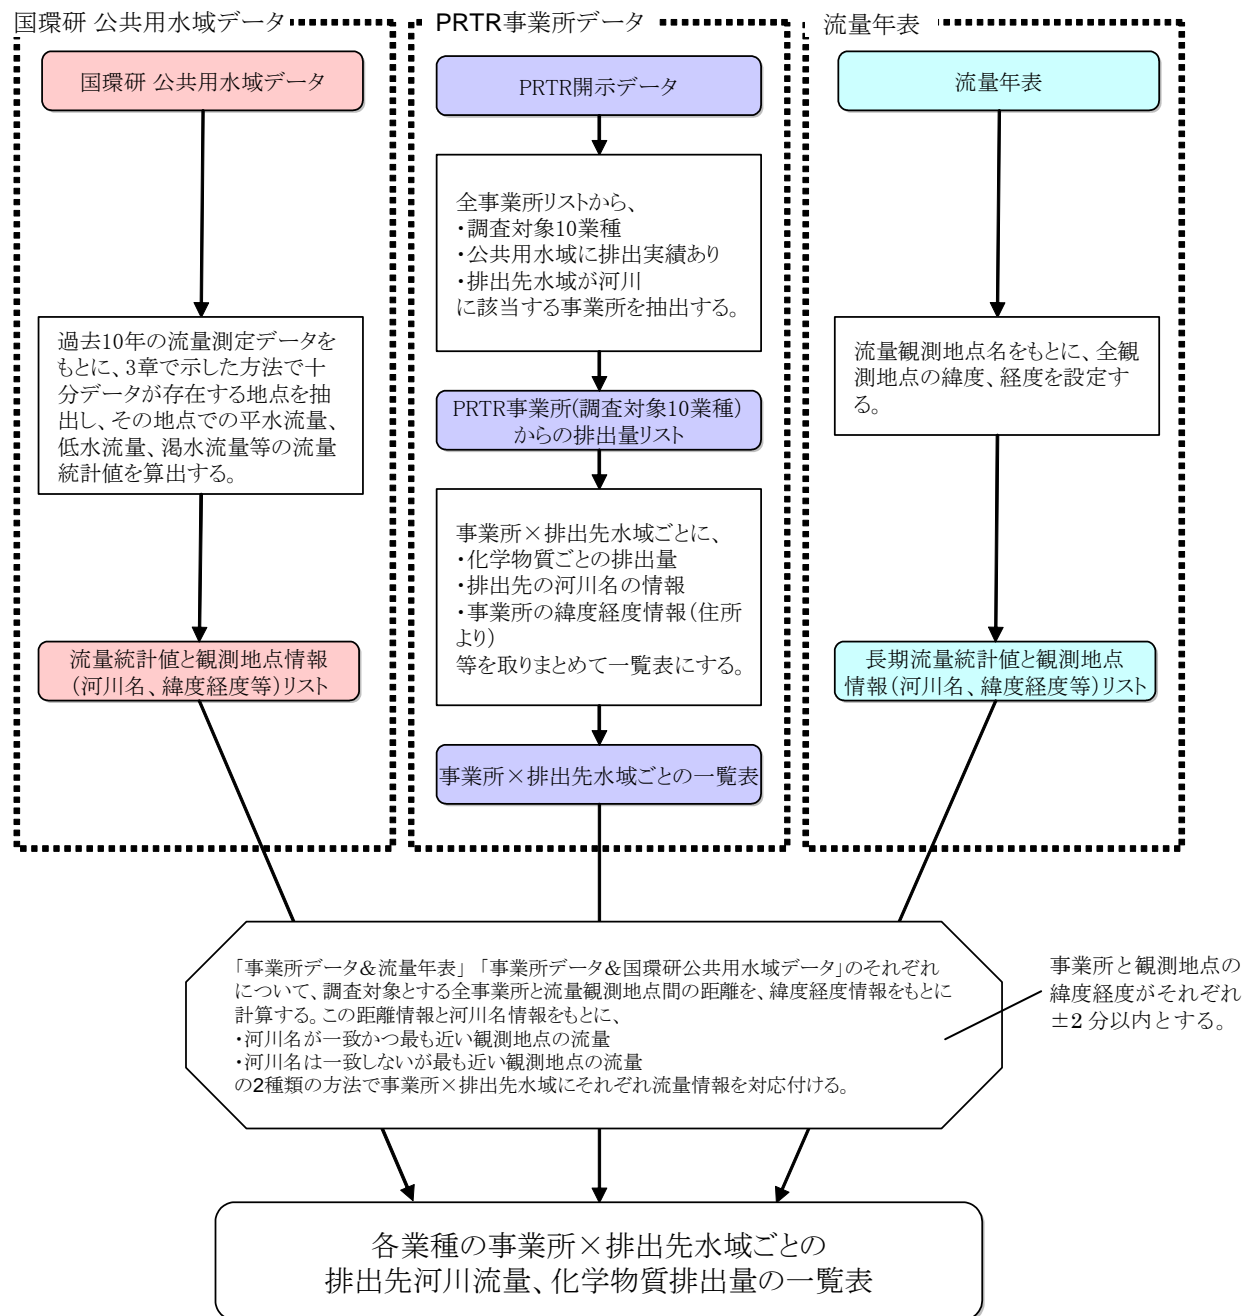 国環研 公共用水域データ
国環研 公共用水域データ
過去10年の流量測定データを
もとに、3章で示した方法で十
分データが存在する地点を抽
出し、その地点での平水流量、
低水流量、渇水流量等の流量
統計値を算出する。
流量統計値と観測地点情報
(河川名、緯度経度等)リスト
PRTR事業所データ
PRTR開示データ
全事業所リストから、
・調査対象10業種
・公共用水域に排出実績あり
・排出先水域が河川
に該当する事業所を抽出する。
PRTR事業所(調査対象10業種)
からの排出量リスト
事業所×排出先水域ごとに、
・化学物質ごとの排出量
・排出先の河川名の情報
・事業所の緯度経度情報(住所
より)
等を取りまとめて一覧表にする。
事業所×排出先水域ごとの一覧表
流量年表
流量年表
流量観測地点名をもとに、全観
測地点の緯度、経度を設定す
る。
長期流量統計値と観測地点
情報(河川名、緯度経度等)リスト
「事業所データ&流量年表」 「事業所データ&国環研公共用水域データ」のそれぞれ
について、調査対象とする全事業所と流量観測地点間の距離を、緯度経度情報をもとに
計算する。この距離情報と河川名情報をもとに、
・河川名が一致かつ最も近い観測地点の流量
・河川名は一致しないが最も近い観測地点の流量
の2種類の方法で事業所×排出先水域にそれぞれ流量情報を対応付ける。
事業所と観測地点の
緯度経度がそれぞれ
±2 分以内とする。
各業種の事業所×排出先水域ごとの
排出先河川流量、化学物質排出量の一覧表